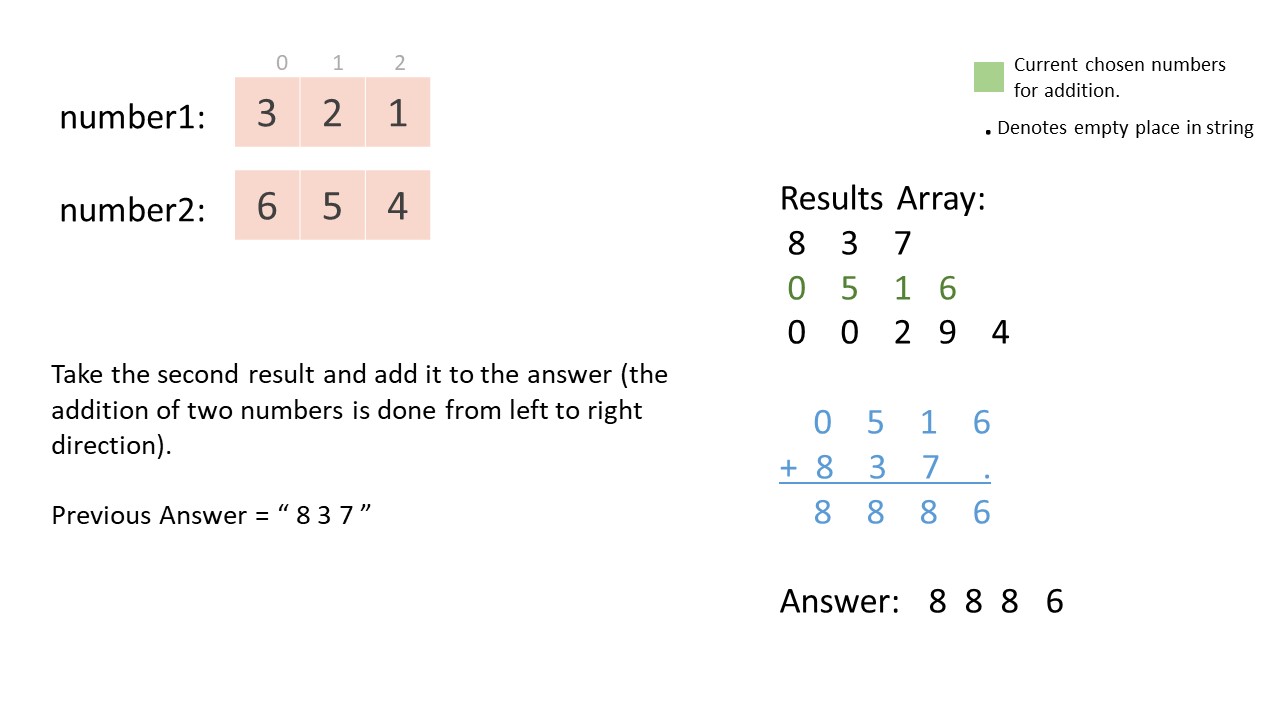 0 1 2
number1: 3 2 1
number2: 6 5 4
Current chosen numbers
for addition.
. Denotes empty place in string
Results Array:
8 3 7
0 5 1 6
0 0 2 9 4
Take the second result and add it to the answer (the
addition of two numbers is done from left to right
direction).
Previous Answer = “ 8 3 7 ”
0 5 1 6
+ 8 3 7 .
8 8 8 6
Answer: 8 8 8 6